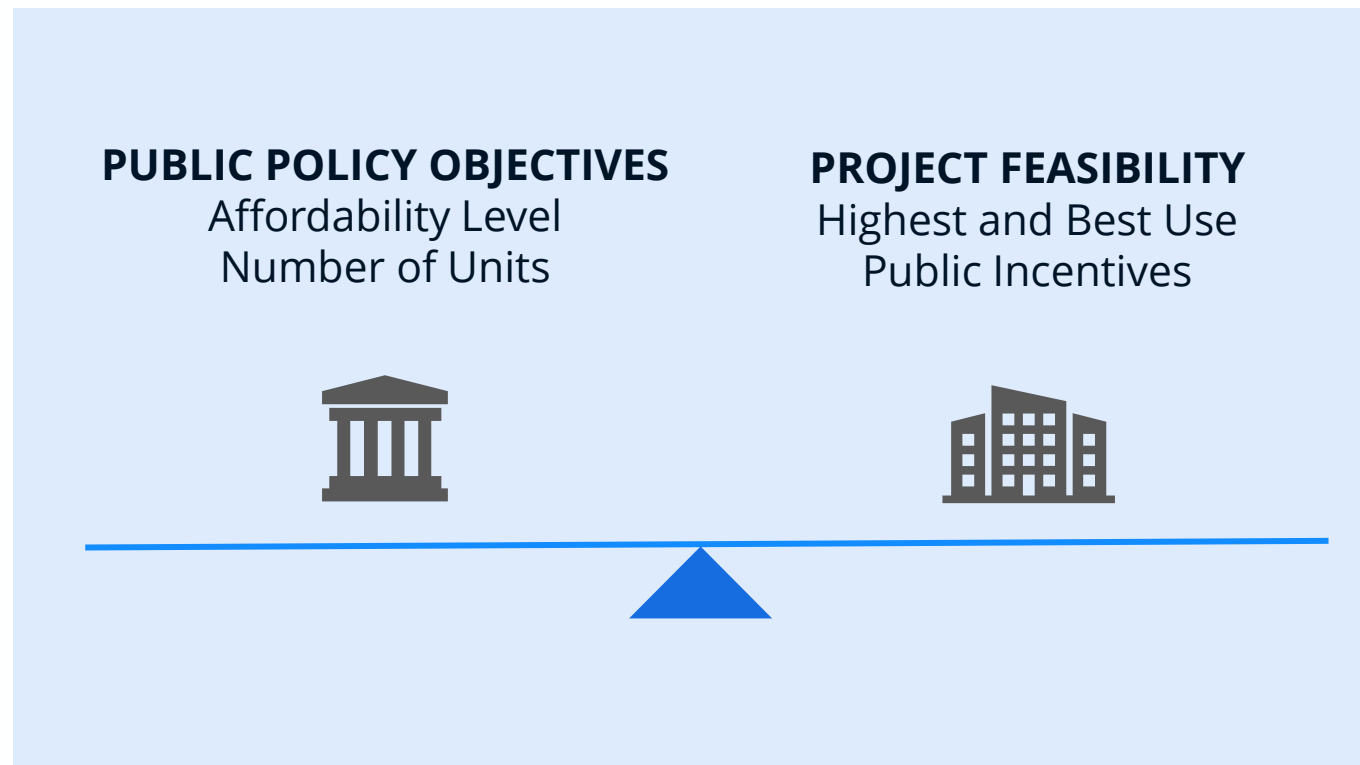 PUBLIC POLICY OBJECTIVES
Affordability Level
Number of Units
PROJECT FEASIBILITY
Highest and Best Use
Public Incentives